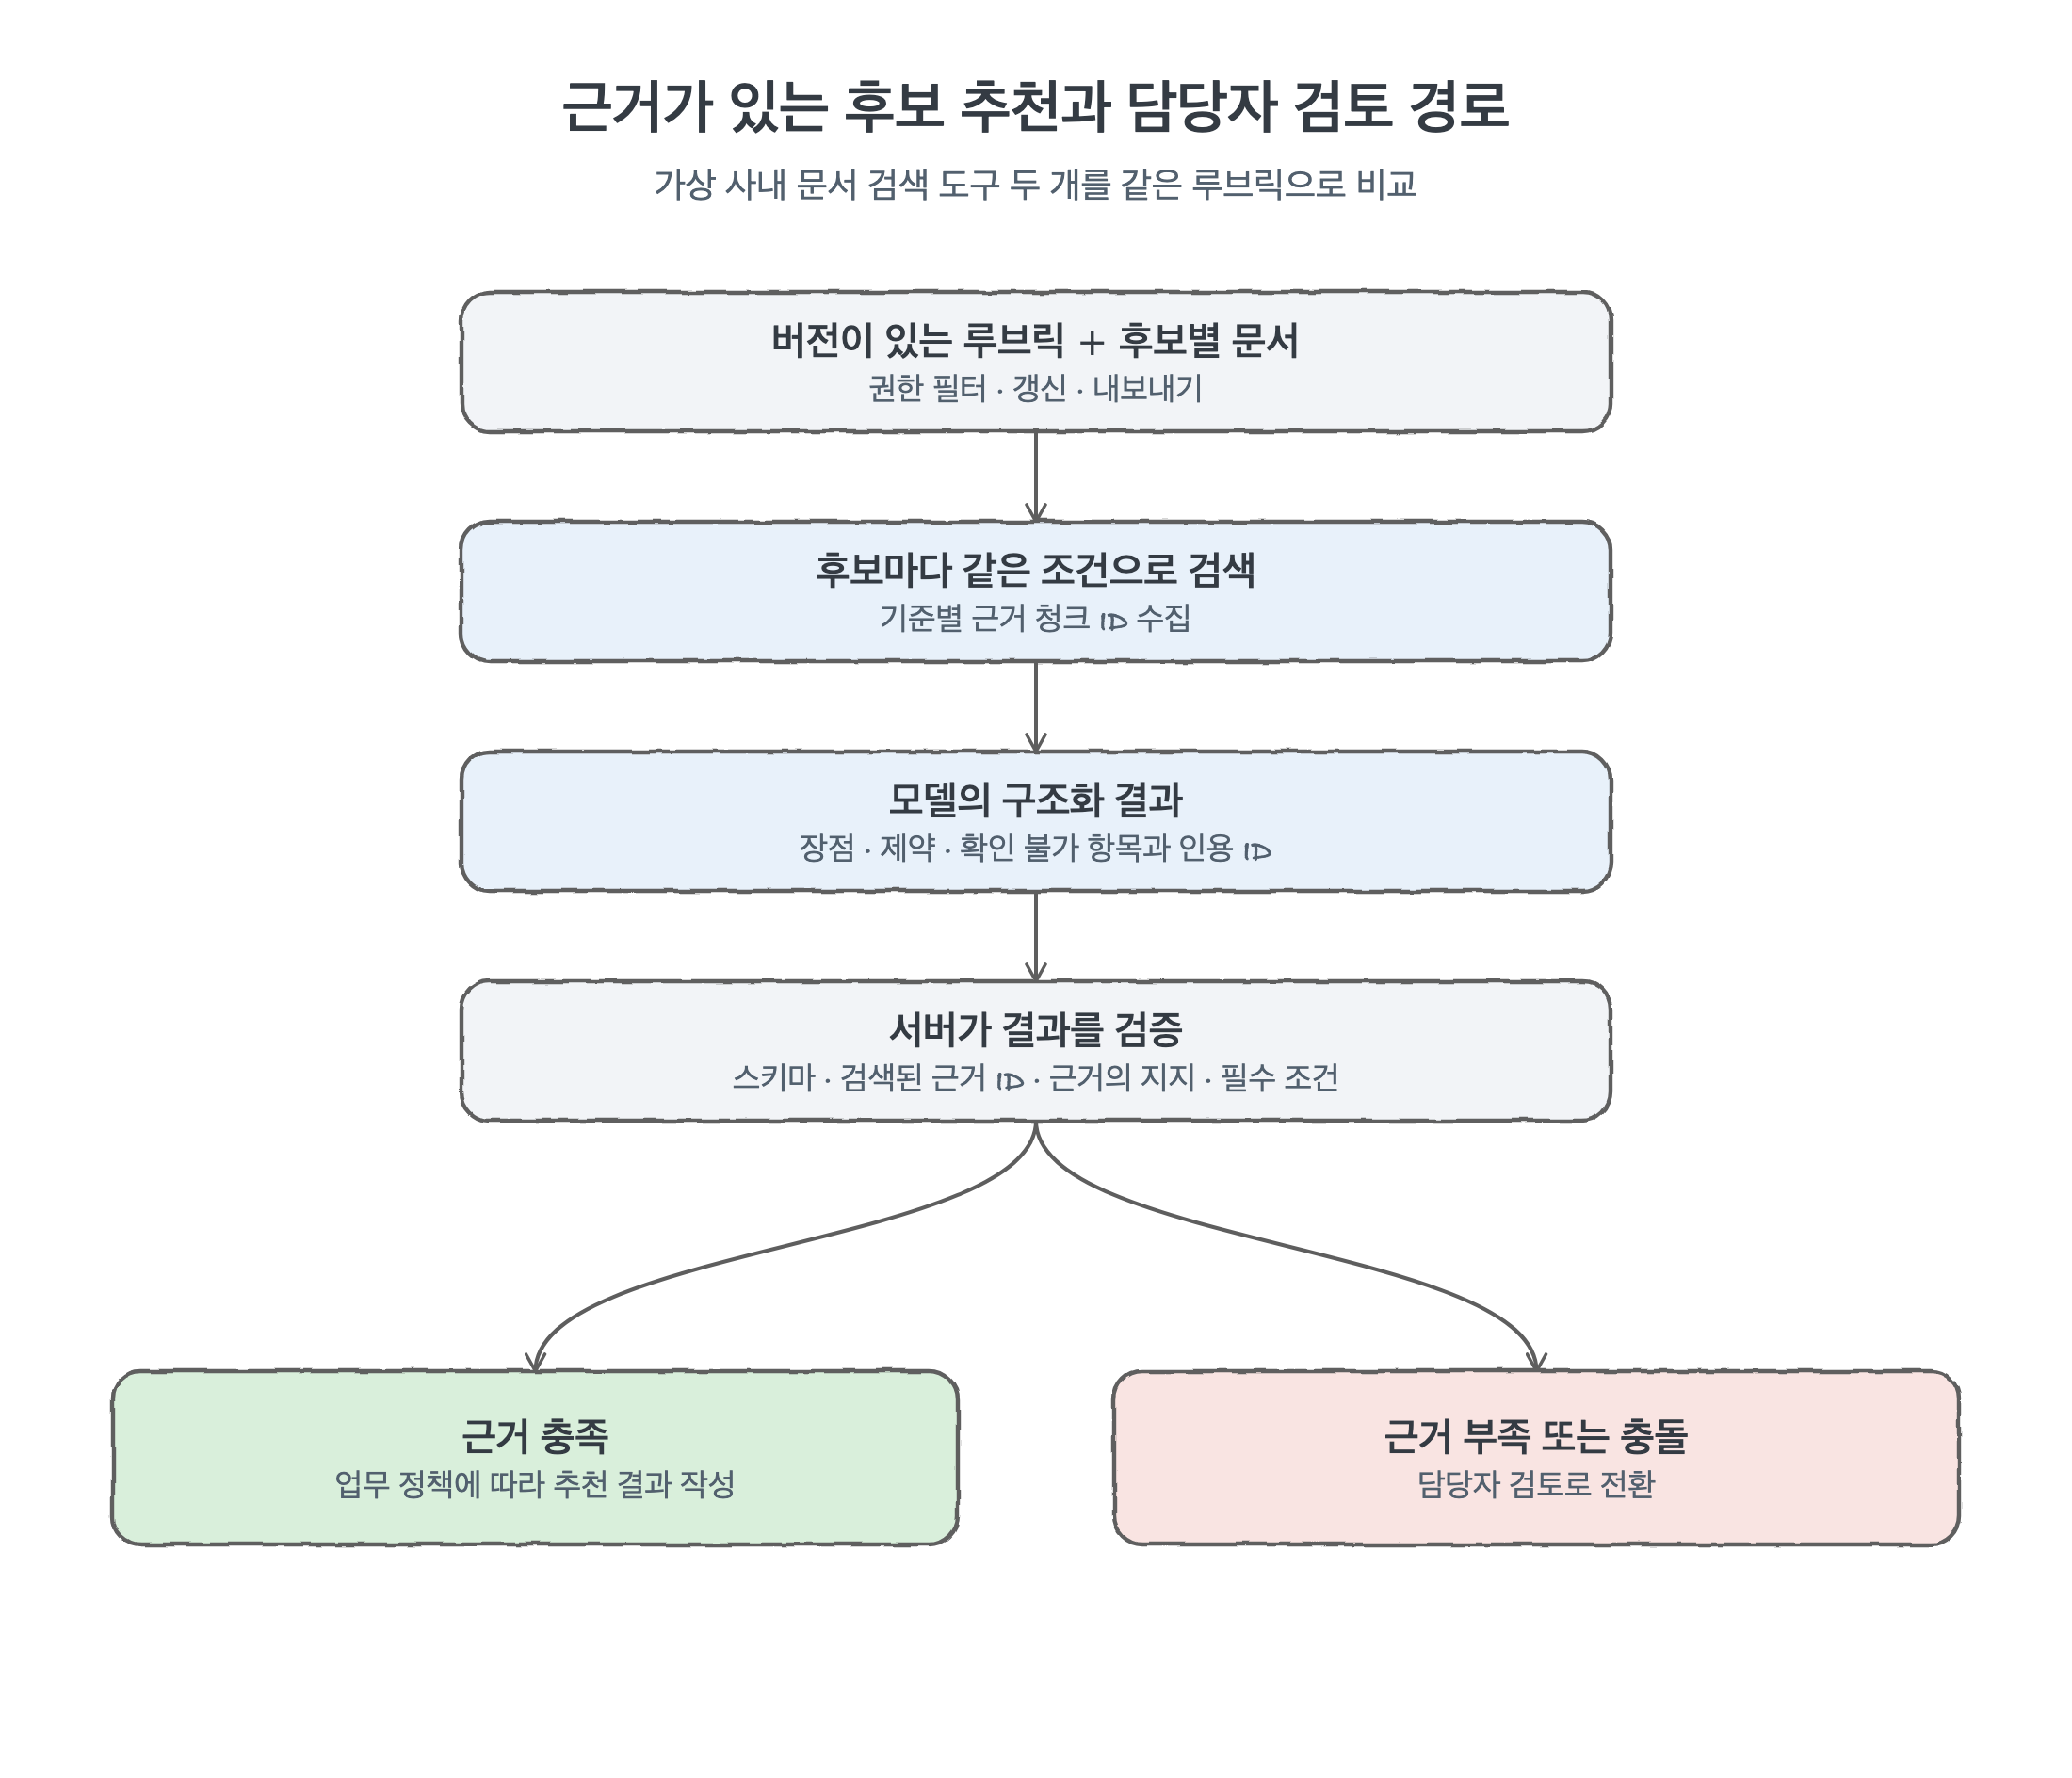 근거가 있는 후보 추천과 담당자 검토 경로
가상 사내 문서 검색 도구 두 개를 같은 루브릭으로 비교
버전이 있는 루브릭 + 후보별 문서
권한 필터 · 갱신 · 내보내기
후보마다 같은 조건으로 검색
기준별 근거 청크 ID 수집
모델의 구조화 결과
장점 · 제약 · 확인 불가 항목과 인용 ID
서버가 결과를 검증
스키마 · 검색된 근거 ID · 근거의 지지 · 필수 조건
근거 충족
업무 정책에 따라 추천 결과 작성
근거 부족 또는 충돌
담당자 검토로 전환